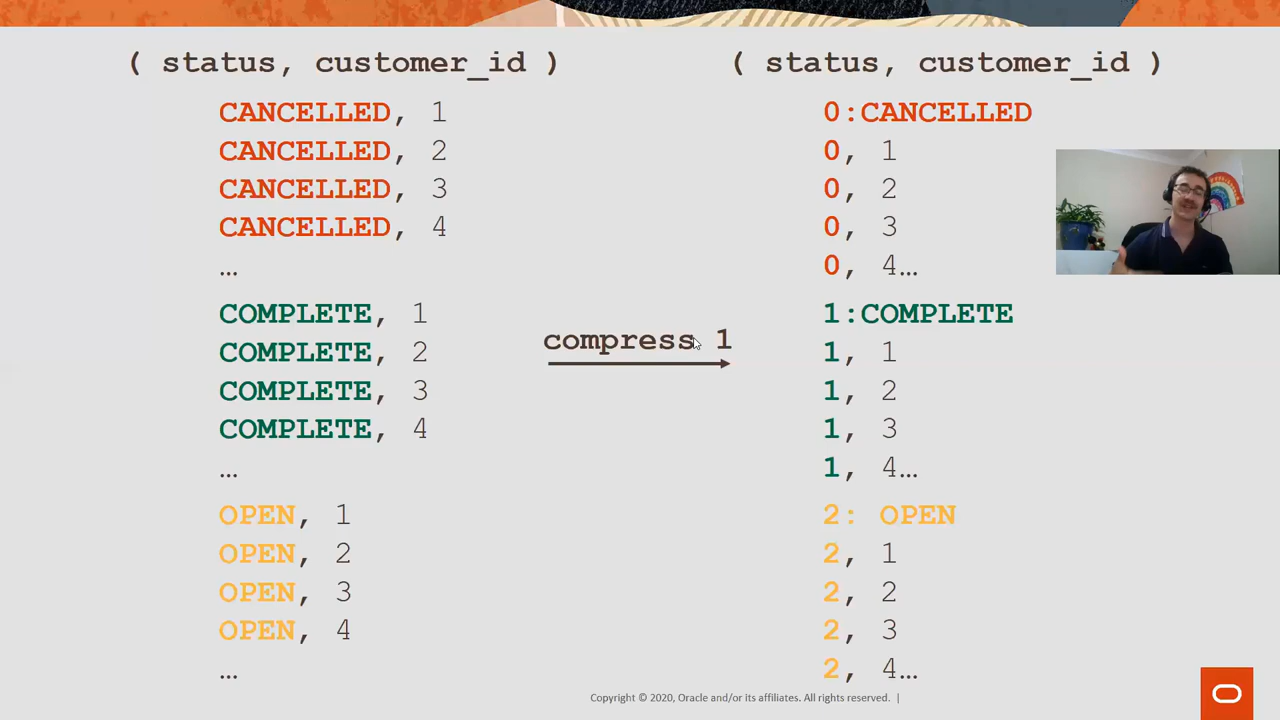 ( status, customer_id )
CANCELLED, 1
CANCELLED, 2
CANCELLED, 3
CANCELLED, 4
…
COMPLETE, 1
COMPLETE, 2
COMPLETE, 3
COMPLETE, 4
…
OPEN, 1
OPEN, 2
OPEN, 3
OPEN, 4
…
compress 1
( status, customer_id )
0:CANCELLED
0, 1
0, 2
0, 3
0, 4…
1:COMPLETE
1, 1
1, 2
1, 3
1, 4…
2: OPEN
2, 1
2, 2
2, 3
2, 4…
Copyright © 2020, Oracle and/or its affiliates. All rights reserved. |